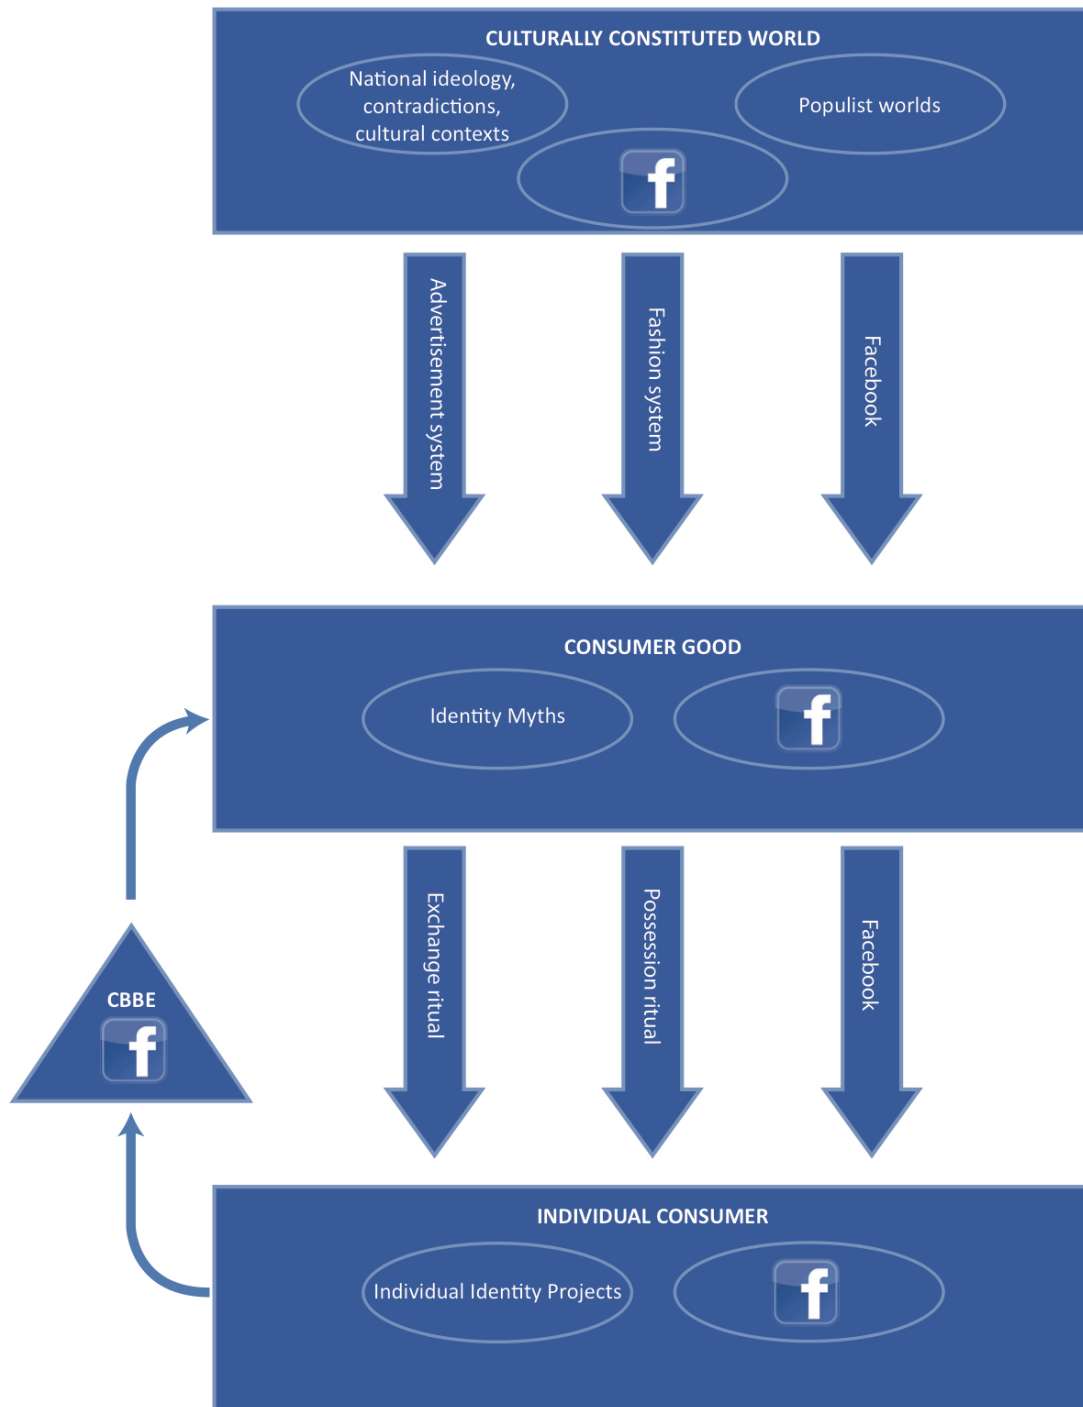 CULTURALLY CONSTITUTED WORLD
National ideology,
contradictions,
cultural contexts
Populist worlds
f
Advertisement system
Fashion system
Facebook
CONSUMER GOOD
Identity Myths
f
Exchange ritual
Possession ritual
Facebook
CBBE
f
INDIVIDUAL CONSUMER
Individual Identity Projects
f